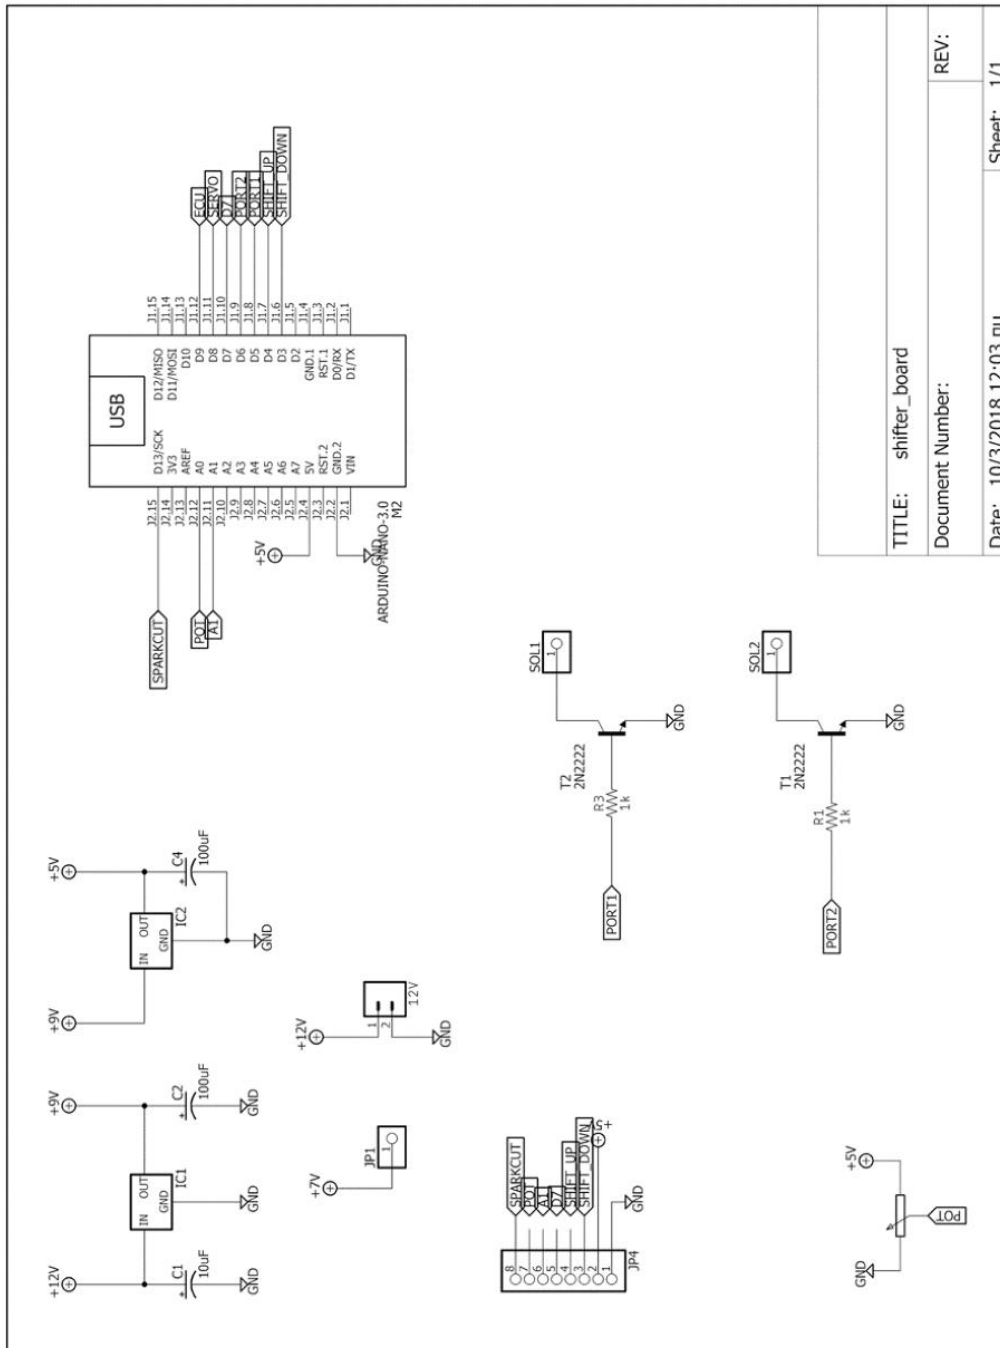 +12V
C1
10uF
GND
IN
OUT
GND
IC1
GND
+9V
C2
100uF
GND
+9V
IN
OUT
GND
IC2
GND
+5V
C4
100uF
SPARKCUT
POT
A1
+5V
GND
ARDUINO-NANO-3.0
M2
J2.15
J2.14
J2.13
J2.12
J2.11
J2.10
J2.9
J2.8
J2.7
J2.6
J2.5
J2.4
J2.3
J2.2
J2.1
USB
D13/SCK
3V3
AREF
A0
A1
A2
A3
A4
A5
A6
A7
5V
RST.2
GND.2
VIN
D12/MISO
D11/MOSI
D10
D9
D8
D7
D6
D5
D4
D3
D2
GND.1
RST.1
D0/RX
D1/TX
J1.15
J1.14
J1.13
J1.12
J1.11
J1.10
J1.9
J1.8
J1.7
J1.6
J1.5
J1.4
J1.3
J1.2
J1.1
ECU
SERVO
D7
PORT2
PORT1
SHIFT_UP
SHIFT_DOWN
+7V
JP1
1
+12V
1
2
12V
GND
8
7
6
5
4
3
2
1
JP4
SPARKCUT
POT
A1
D7
SHIFT_UP
SHIFT_DOWN
+5V
GND
PORT1
R3
1k
T2
2N2222
SOL1
1
GND
PORT2
R1
1k
T1
2N2222
SOL2
1
GND
GND
+5V
POT
TITLE: shifter_board
Document Number:
REV:
Date: 10/3/2018 12:03 πμ
Sheet: 1/1